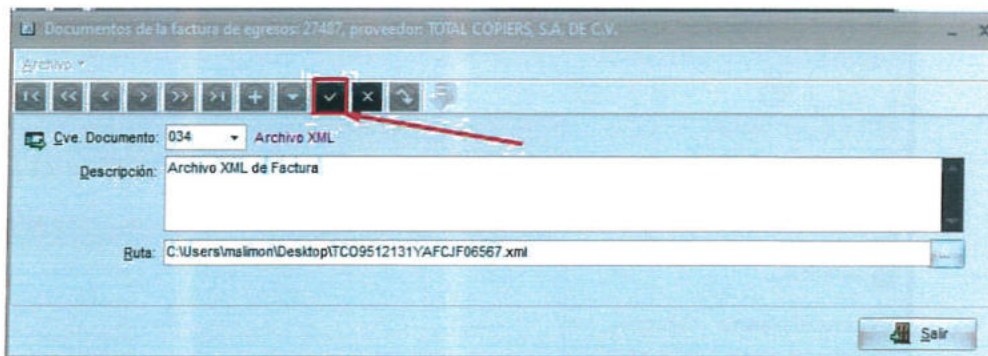 Documentos de la factura de egresos: 27487, proveedor: TOTAL COPIERS, S.A. DE C.V.
Archivo
Cve. Documento: 034 Archivo XML
Descripción: Archivo XML de Factura
Ruta: C:\Users\mslimon\Desktop\TCO9512131YAFCJF06567.xml
Salir